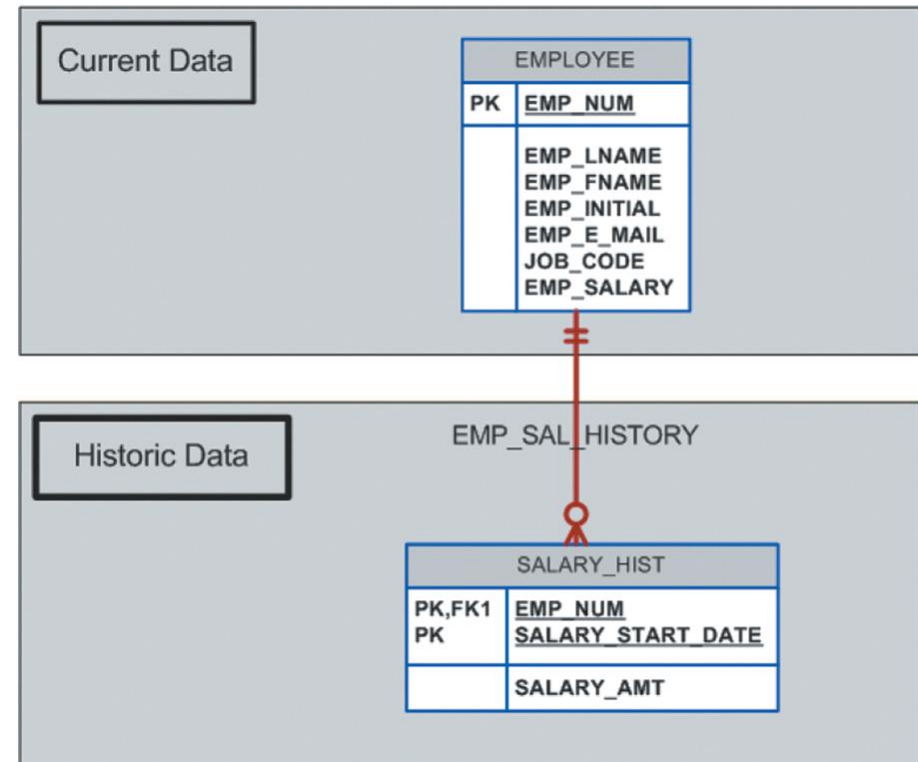 Current Data
EMPLOYEE
PK EMP_NUM
EMP_LNAME
EMP_FNAME
EMP_INITIAL
EMP_E_MAIL
JOB_CODE
EMP_SALARY
Historic Data
EMP_SAL_HISTORY
SALARY_HIST
PK,FK1 EMP_NUM
PK SALARY_START_DATE
SALARY_AMT